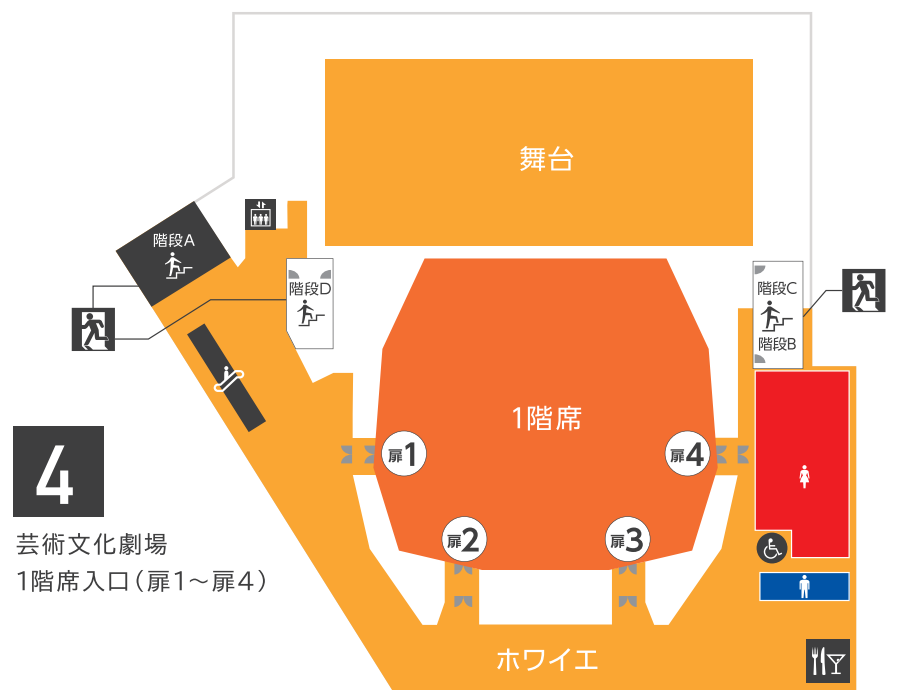 舞台
階段A
階段D
階段C
階段B
1階席
扉1
扉4
扉2
扉3
4
芸術文化劇場
1階席入口（扉1～扉4）
ホワイエ